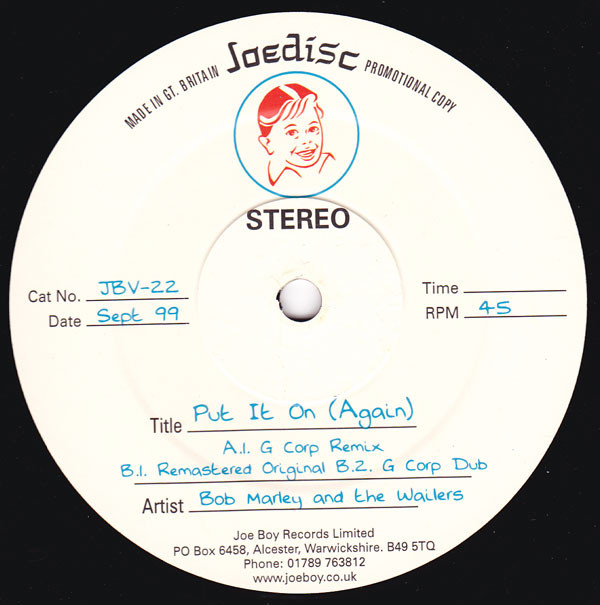 Joedisc
MADE IN GT. BRITAIN
PROMOTIONAL COPY
STEREO
Cat No. JBV-22
Date Sept 99
Time
RPM 45
Title Put It On (Again)
A.1. G Corp Remix
B.1. Remastered Original B.2. G Corp Dub
Artist Bob Marley and the Wailers
Joe Boy Records Limited
PO Box 6458, Alcester, Warwickshire. B49 5TQ
Phone: 01789 763812
www.joeboy.co.uk